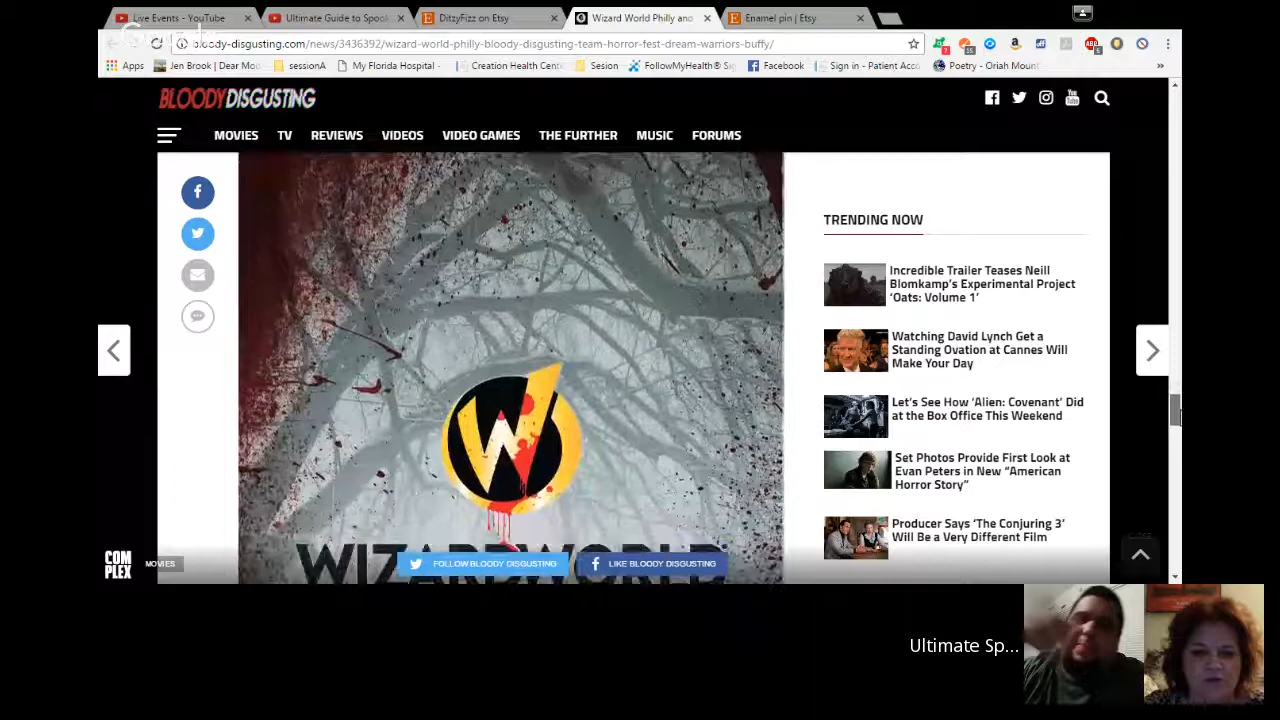 Live Events - YouTube
Ultimate Guide to Spook
DitzyFizz on Etsy
Wizard World Philly and
Enamel pin | Etsy
bloody-disgusting.com/news/3436392/wizard-world-philly-bloody-disgusting-team-horror-fest-dream-warriors-buffy/
Apps
Jen Brook | Dear Mo
sessionA
My Florida Hospital -
Creation Health Cent
Sesion
FollowMyHealth® Sig
Facebook
Sign in - Patient Acc
Poetry - Oriah Mount
BLOODY DISGUSTING
MOVIES TV REVIEWS VIDEOS VIDEO GAMES THE FURTHER MUSIC FORUMS
TRENDING NOW
Incredible Trailer Teases Neill
Blomkamp's Experimental Project
'Oats: Volume 1'
Watching David Lynch Get a
Standing Ovation at Cannes Will
Make Your Day
Let's See How 'Alien: Covenant' Did
at the Box Office This Weekend
Set Photos Provide First Look at
Evan Peters in New "American
Horror Story"
Producer Says 'The Conjuring 3'
Will be a Very Different Film
W
WIZARDWORLD
COM
PLEX
MOVIES
FOLLOW BLOODY DISGUSTING
LIKE BLOODY DISGUSTING
Ultimate Sp...